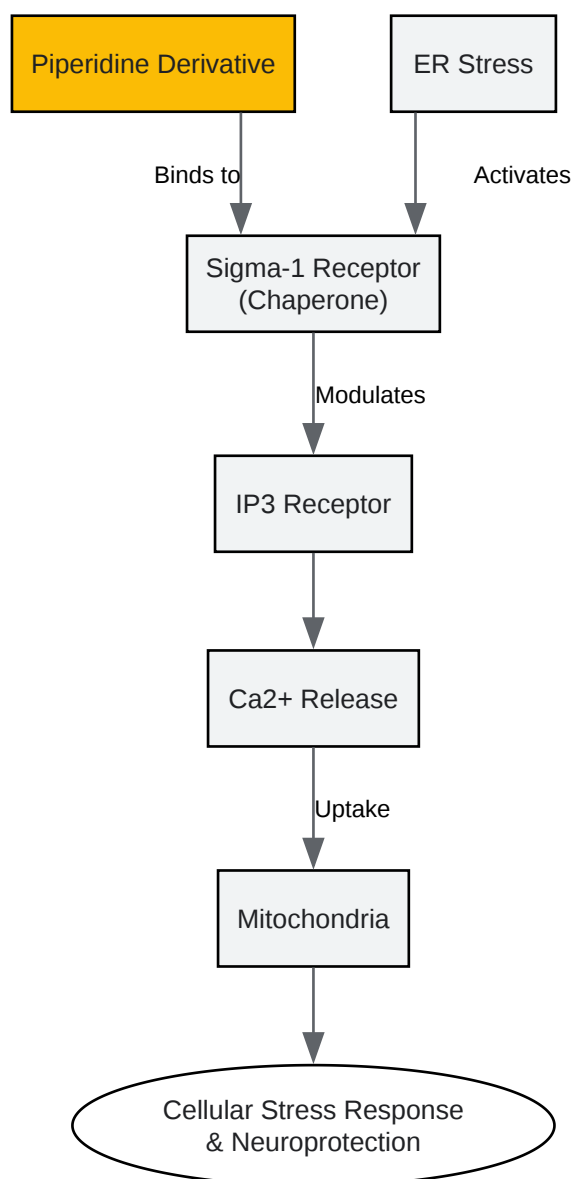 Piperidine Derivative
ER Stress
Binds to
Activates
Sigma-1 Receptor
(Chaperone)
Modulates
IP3 Receptor
Ca2+ Release
Uptake
Mitochondria
Cellular Stress Response
& Neuroprotection